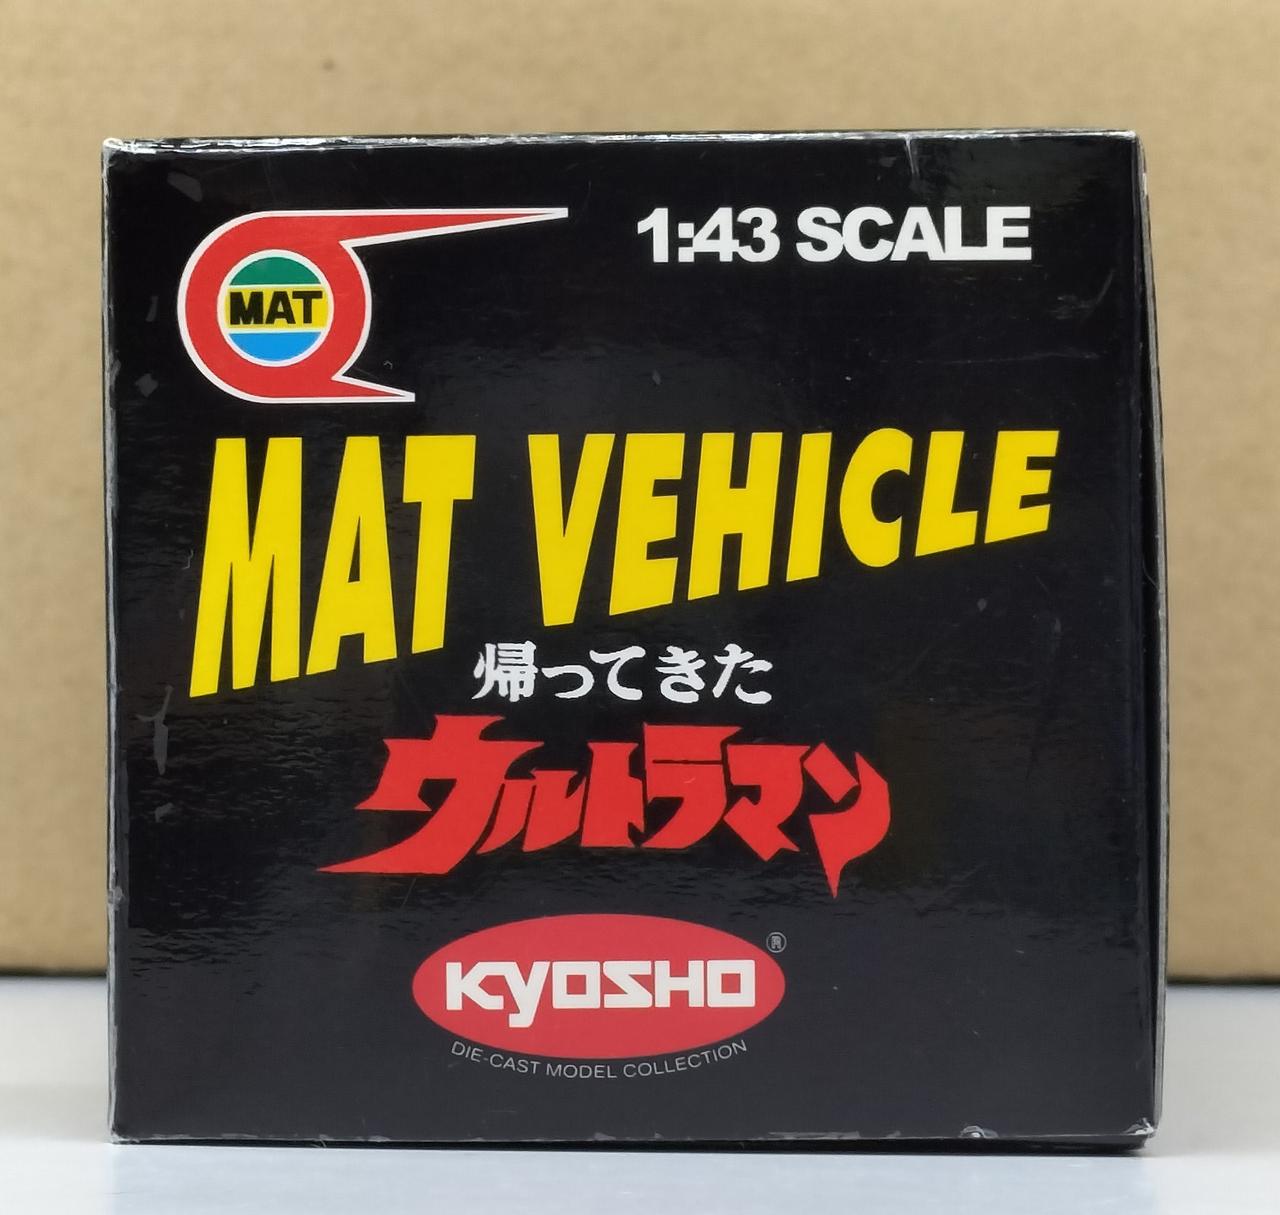 MAT
1:43 SCALE
MAT VEHICLE
帰ってきた
ウルトラマン
KYOSHO ®
DIE-CAST MODEL COLLECTION